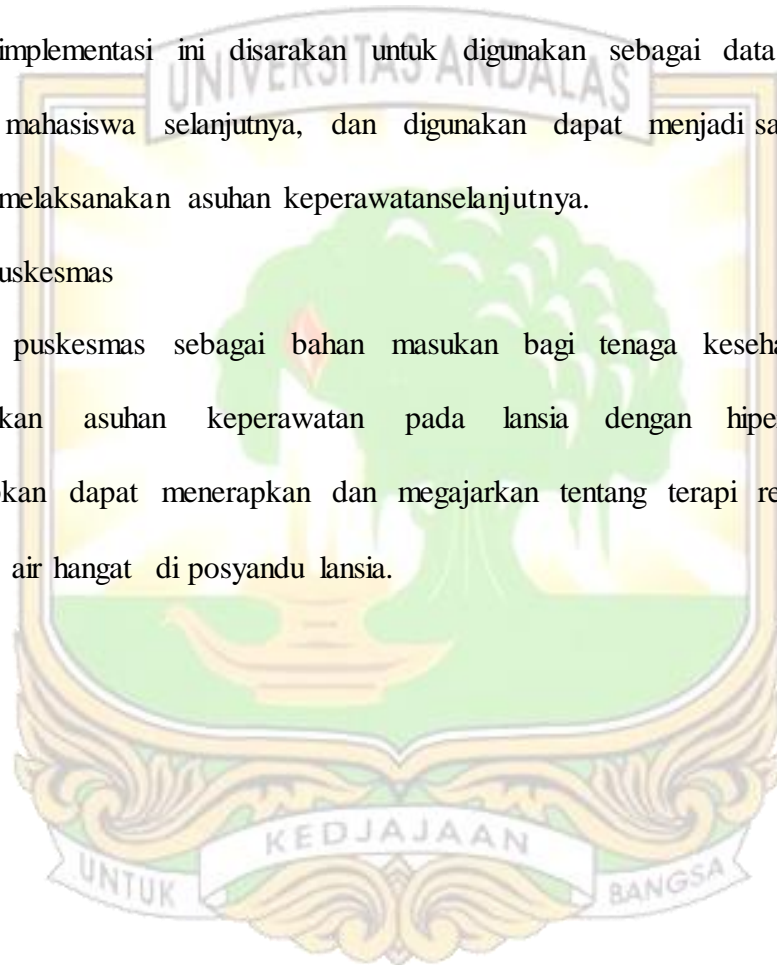 implementasi ini disarakan untuk digunakan sebagai data
UNIVERSITAS ANDALAS
mahasiswa selanjutnya, dan digunakan dapat menjadi sa
melaksanakan asuhan keperawatanselanjutnya.
uskesmas
puskesmas sebagai bahan masukan bagi tenaga keseha
kan asuhan keperawatan pada lansia dengan hipe
kan dapat menerapkan dan megajarkan tentang terapi re
air hangat di posyandu lansia.
UNTUK KEDJAJAAN BANGSA